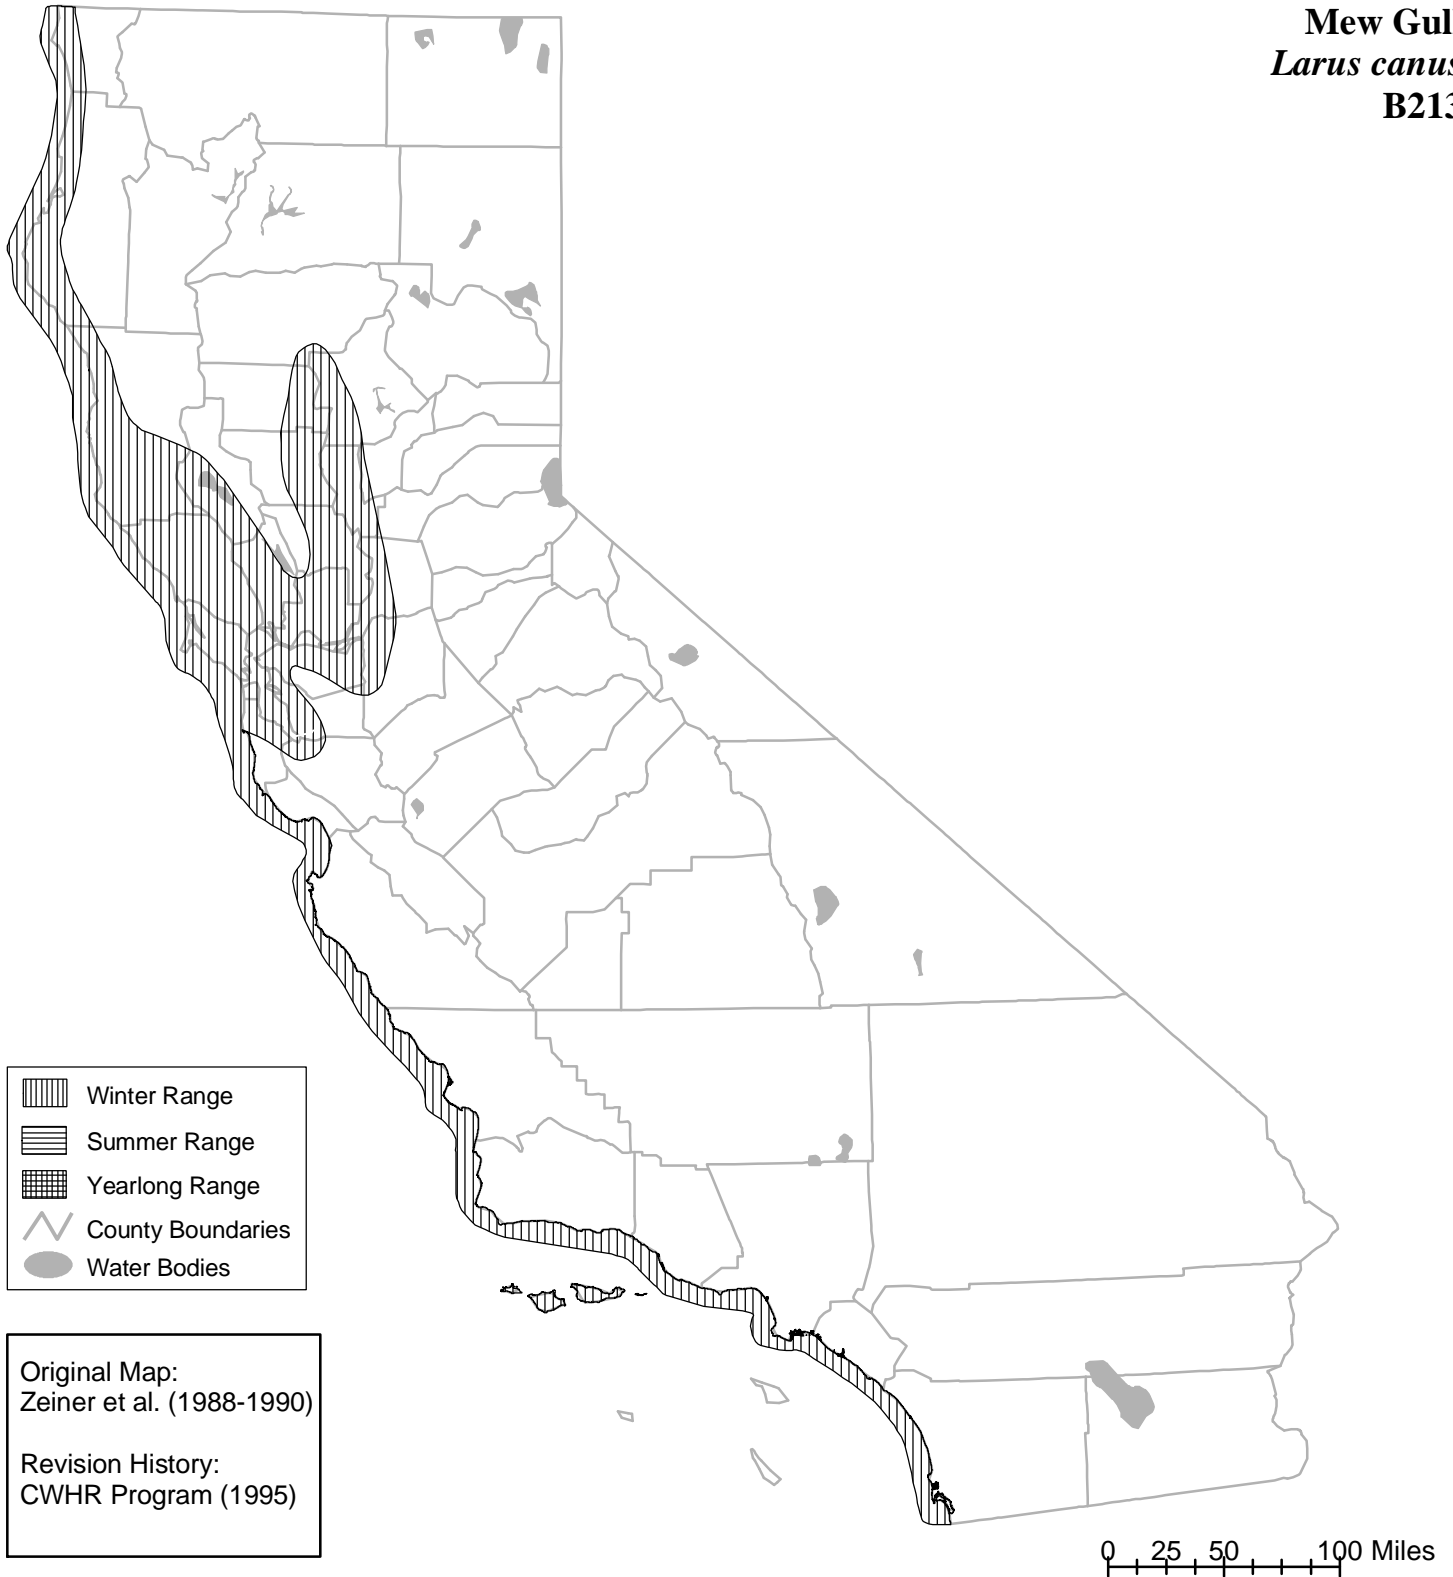 Mew Gul
Larus canus
B213
Winter Range
Summer Range
Yearlong Range
County Boundaries
Water Bodies
Original Map:
Zeiner et al. (1988-1990)
Revision History:
CWHR Program (1995)
0 25 50 100 Miles